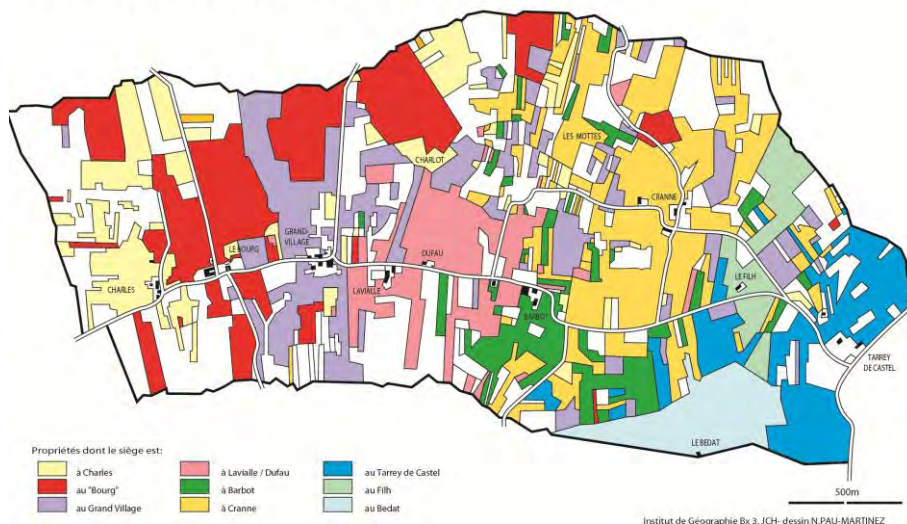 LES MOTTES
CHARLOT
CRANNE
LE BOURG
GRAND-
VILLAGE
DUFAU
LAVIALLE
CHARLES
BARBOT
LE FILH
TARREY
DE CASTEL
LE BEDAT
Propriétés dont le siège est:
à Charles
au "Bourg"
au Grand Village
à Lavialle / Dufau
à Barbot
à Cranne
au Tarrey de Castel
au Filh
au Bedat
500m
Institut de Géographie Bx 3. JCH- dessin N.PAU-MARTINEZ